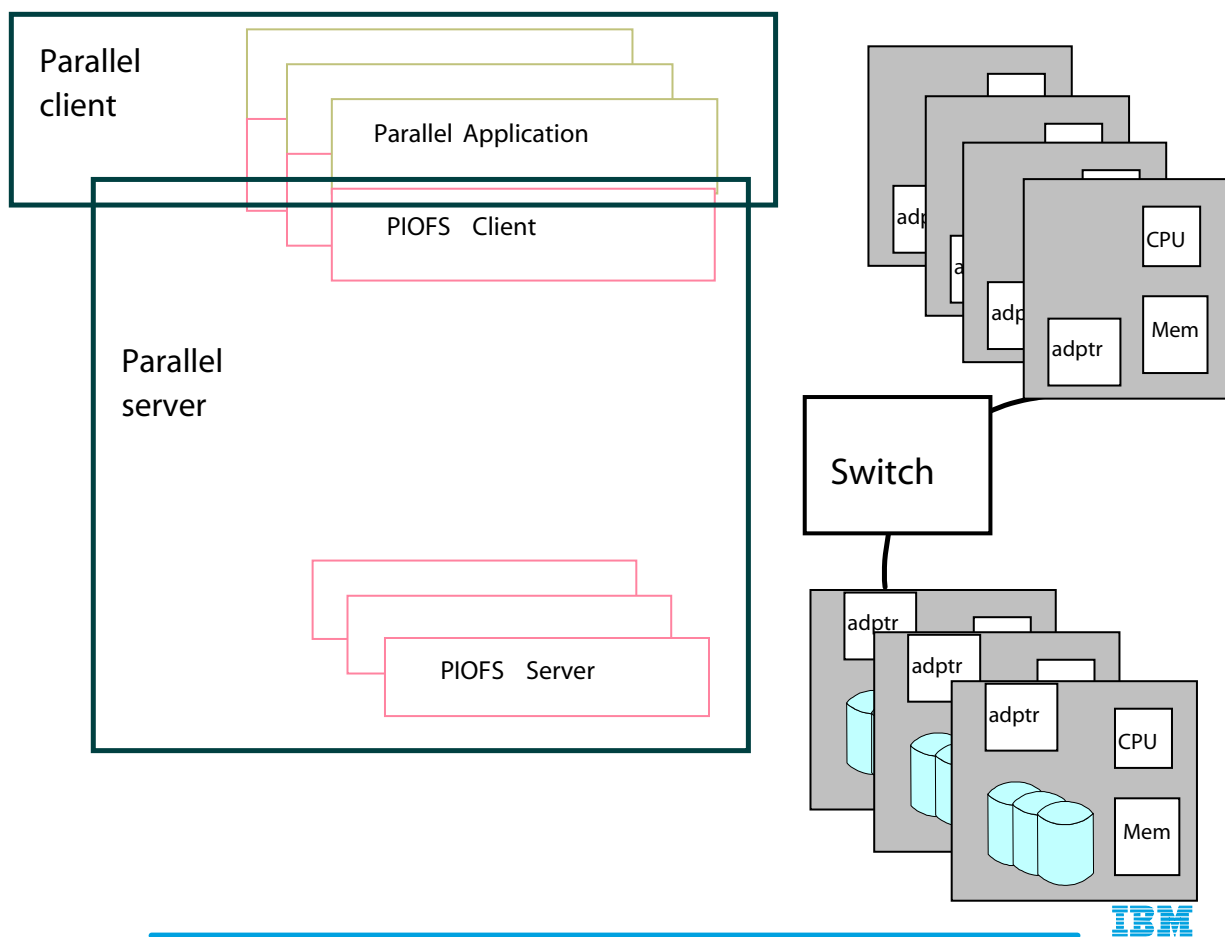 Parallel
client
Parallel Application
PIOFS Client
Parallel
server
PIOFS Server
adptr
CPU
Mem
Switch
adptr
adptr
adptr
CPU
Mem
IBM